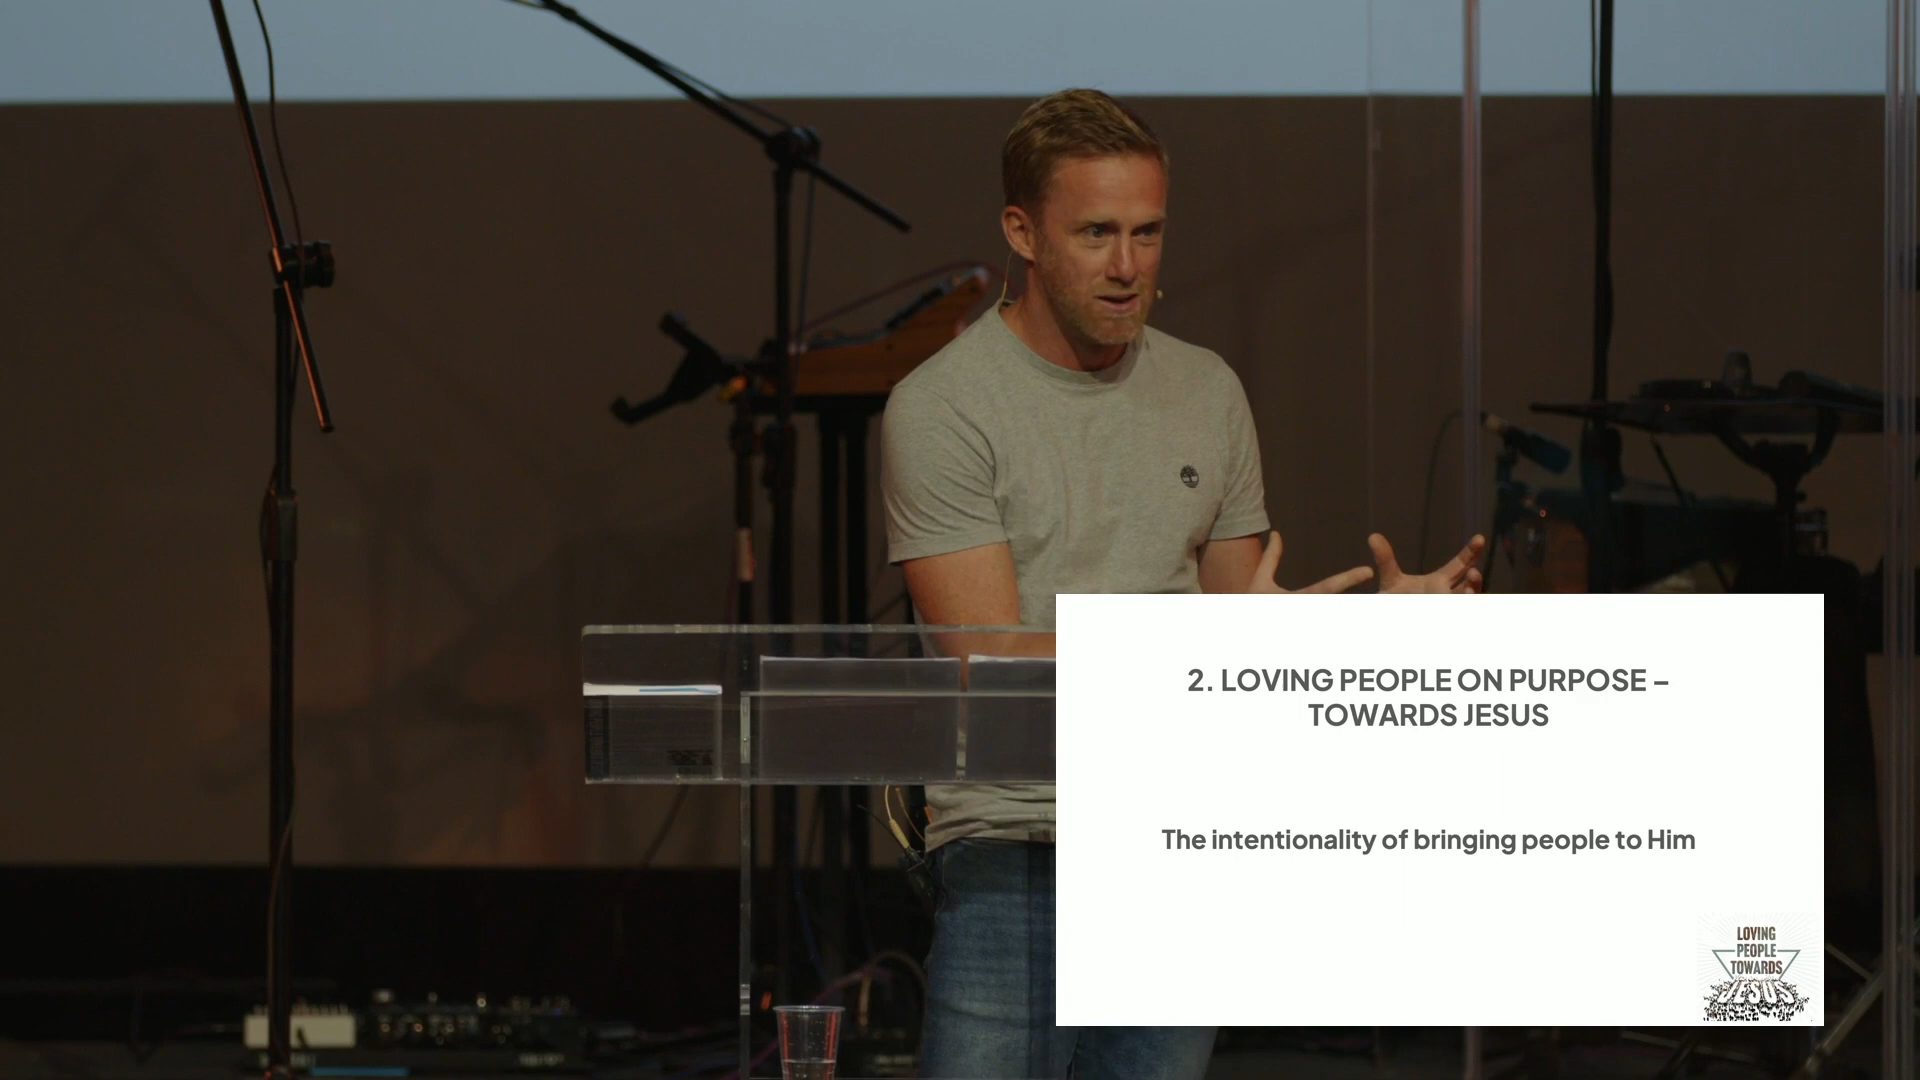 2. LOVING PEOPLE ON PURPOSE –
TOWARDS JESUS
The intentionality of bringing people to Him
LOVING
PEOPLE
TOWARDS
JESUS